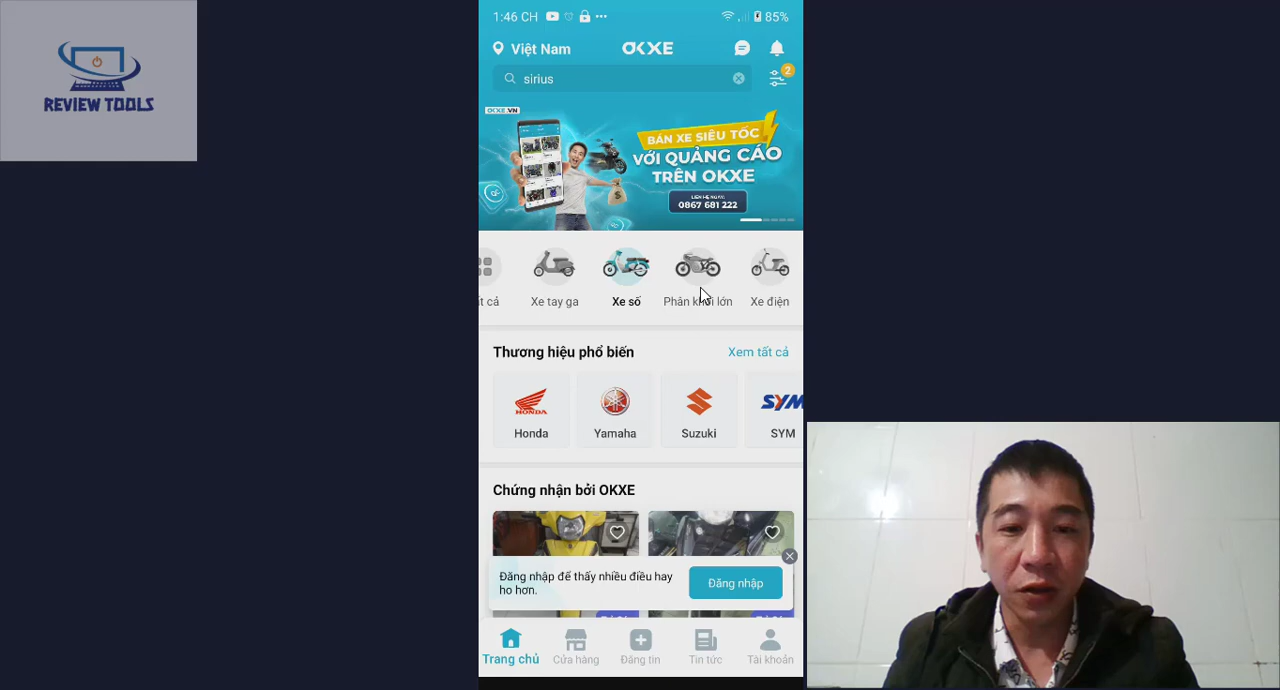 REVIEW TOOLS
1:46 CH
85%
Việt Nam
OKXE
sirius
2
OKXE.VN
BÁN XE SIÊU TỐC
VỚI QUẢNG CÁO
TRÊN OKXE
LIÊN HỆ NGAY:
0867 681 222
t cả
Xe tay ga
Xe số
Phân khối lớn
Xe điện
Thương hiệu phổ biến
Xem tất cả
HONDA
Honda
Yamaha
Suzuki
SYM
SYM
Chứng nhận bởi OKXE
Đăng nhập để thấy nhiều điều hay
ho hơn.
Đăng nhập
Trang chủ
Cửa hàng
Đăng tin
Tin tức
Tài khoản